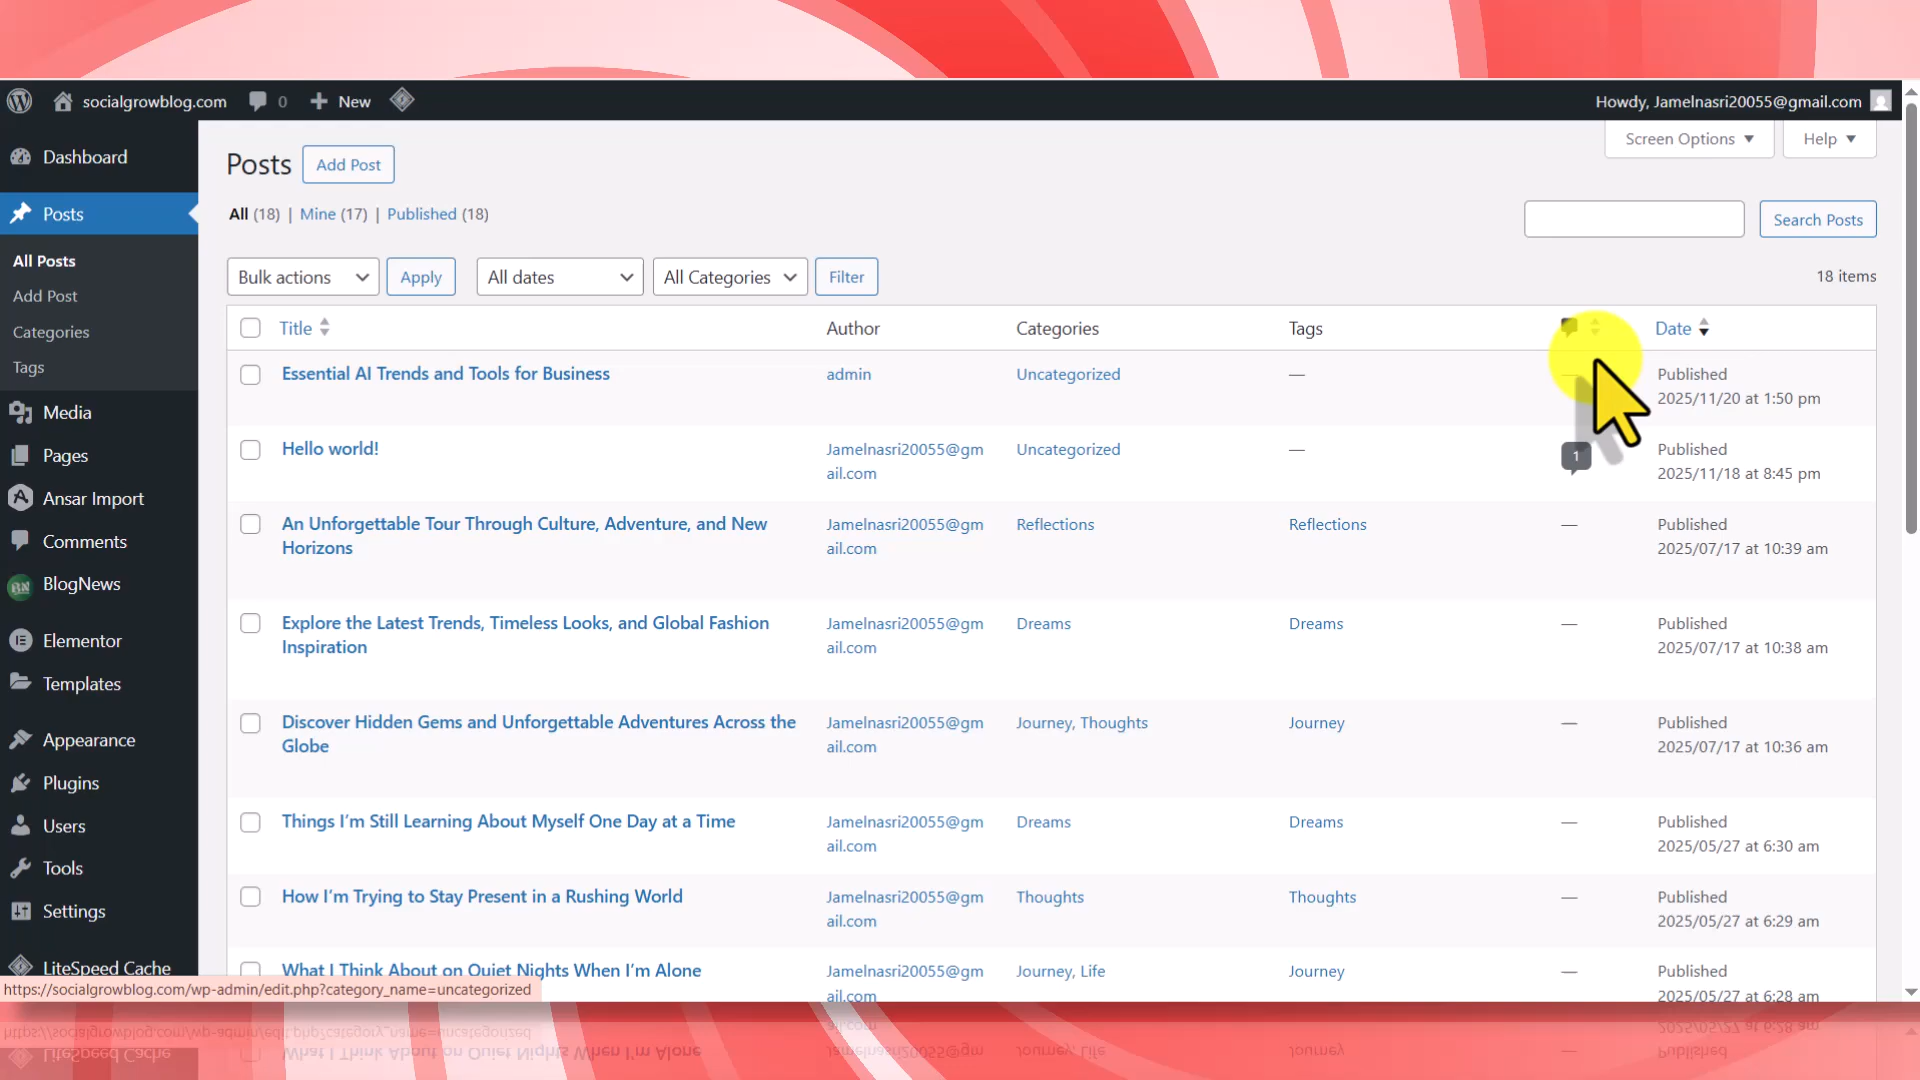 socialgrowblog.com 0 New Howdy, Jamelnasri20055@gmail.com
Screen Options Help
Dashboard
Posts
All Posts
Add Post
Categories
Tags
Media
Pages
Ansar Import
Comments
BlogNews
Elementor
Templates
Appearance
Plugins
Users
Tools
Settings
LiteSpeed Cache
Posts Add Post
All (18) | Mine (17) | Published (18)
Search Posts
Bulk actions Apply All dates All Categories Filter 18 items
Title Author Categories Tags Date
Essential AI Trends and Tools for Business admin Uncategorized — — Published
2025/11/20 at 1:50 pm
Hello world! Jamelnasri20055@gm Uncategorized — 1 Published
ail.com 2025/11/18 at 8:45 pm
An Unforgettable Tour Through Culture, Adventure, and New Jamelnasri20055@gm Reflections Reflections — Published
Horizons ail.com 2025/07/17 at 10:39 am
Explore the Latest Trends, Timeless Looks, and Global Fashion Jamelnasri20055@gm Dreams Dreams — Published
Inspiration ail.com 2025/07/17 at 10:38 am
Discover Hidden Gems and Unforgettable Adventures Across the Jamelnasri20055@gm Journey, Thoughts Journey — Published
Globe ail.com 2025/07/17 at 10:36 am
Things I'm Still Learning About Myself One Day at a Time Jamelnasri20055@gm Dreams Dreams — Published
ail.com 2025/05/27 at 6:30 am
How I'm Trying to Stay Present in a Rushing World Jamelnasri20055@gm Thoughts Thoughts — Published
ail.com 2025/05/27 at 6:29 am
What I Think About on Quiet Nights When I'm Alone Jamelnasri20055@gm Journey, Life Journey — Published
ail.com 2025/05/27 at 6:28 am
https://socialgrowblog.com/wp-admin/edit.php?category_name=uncategorized